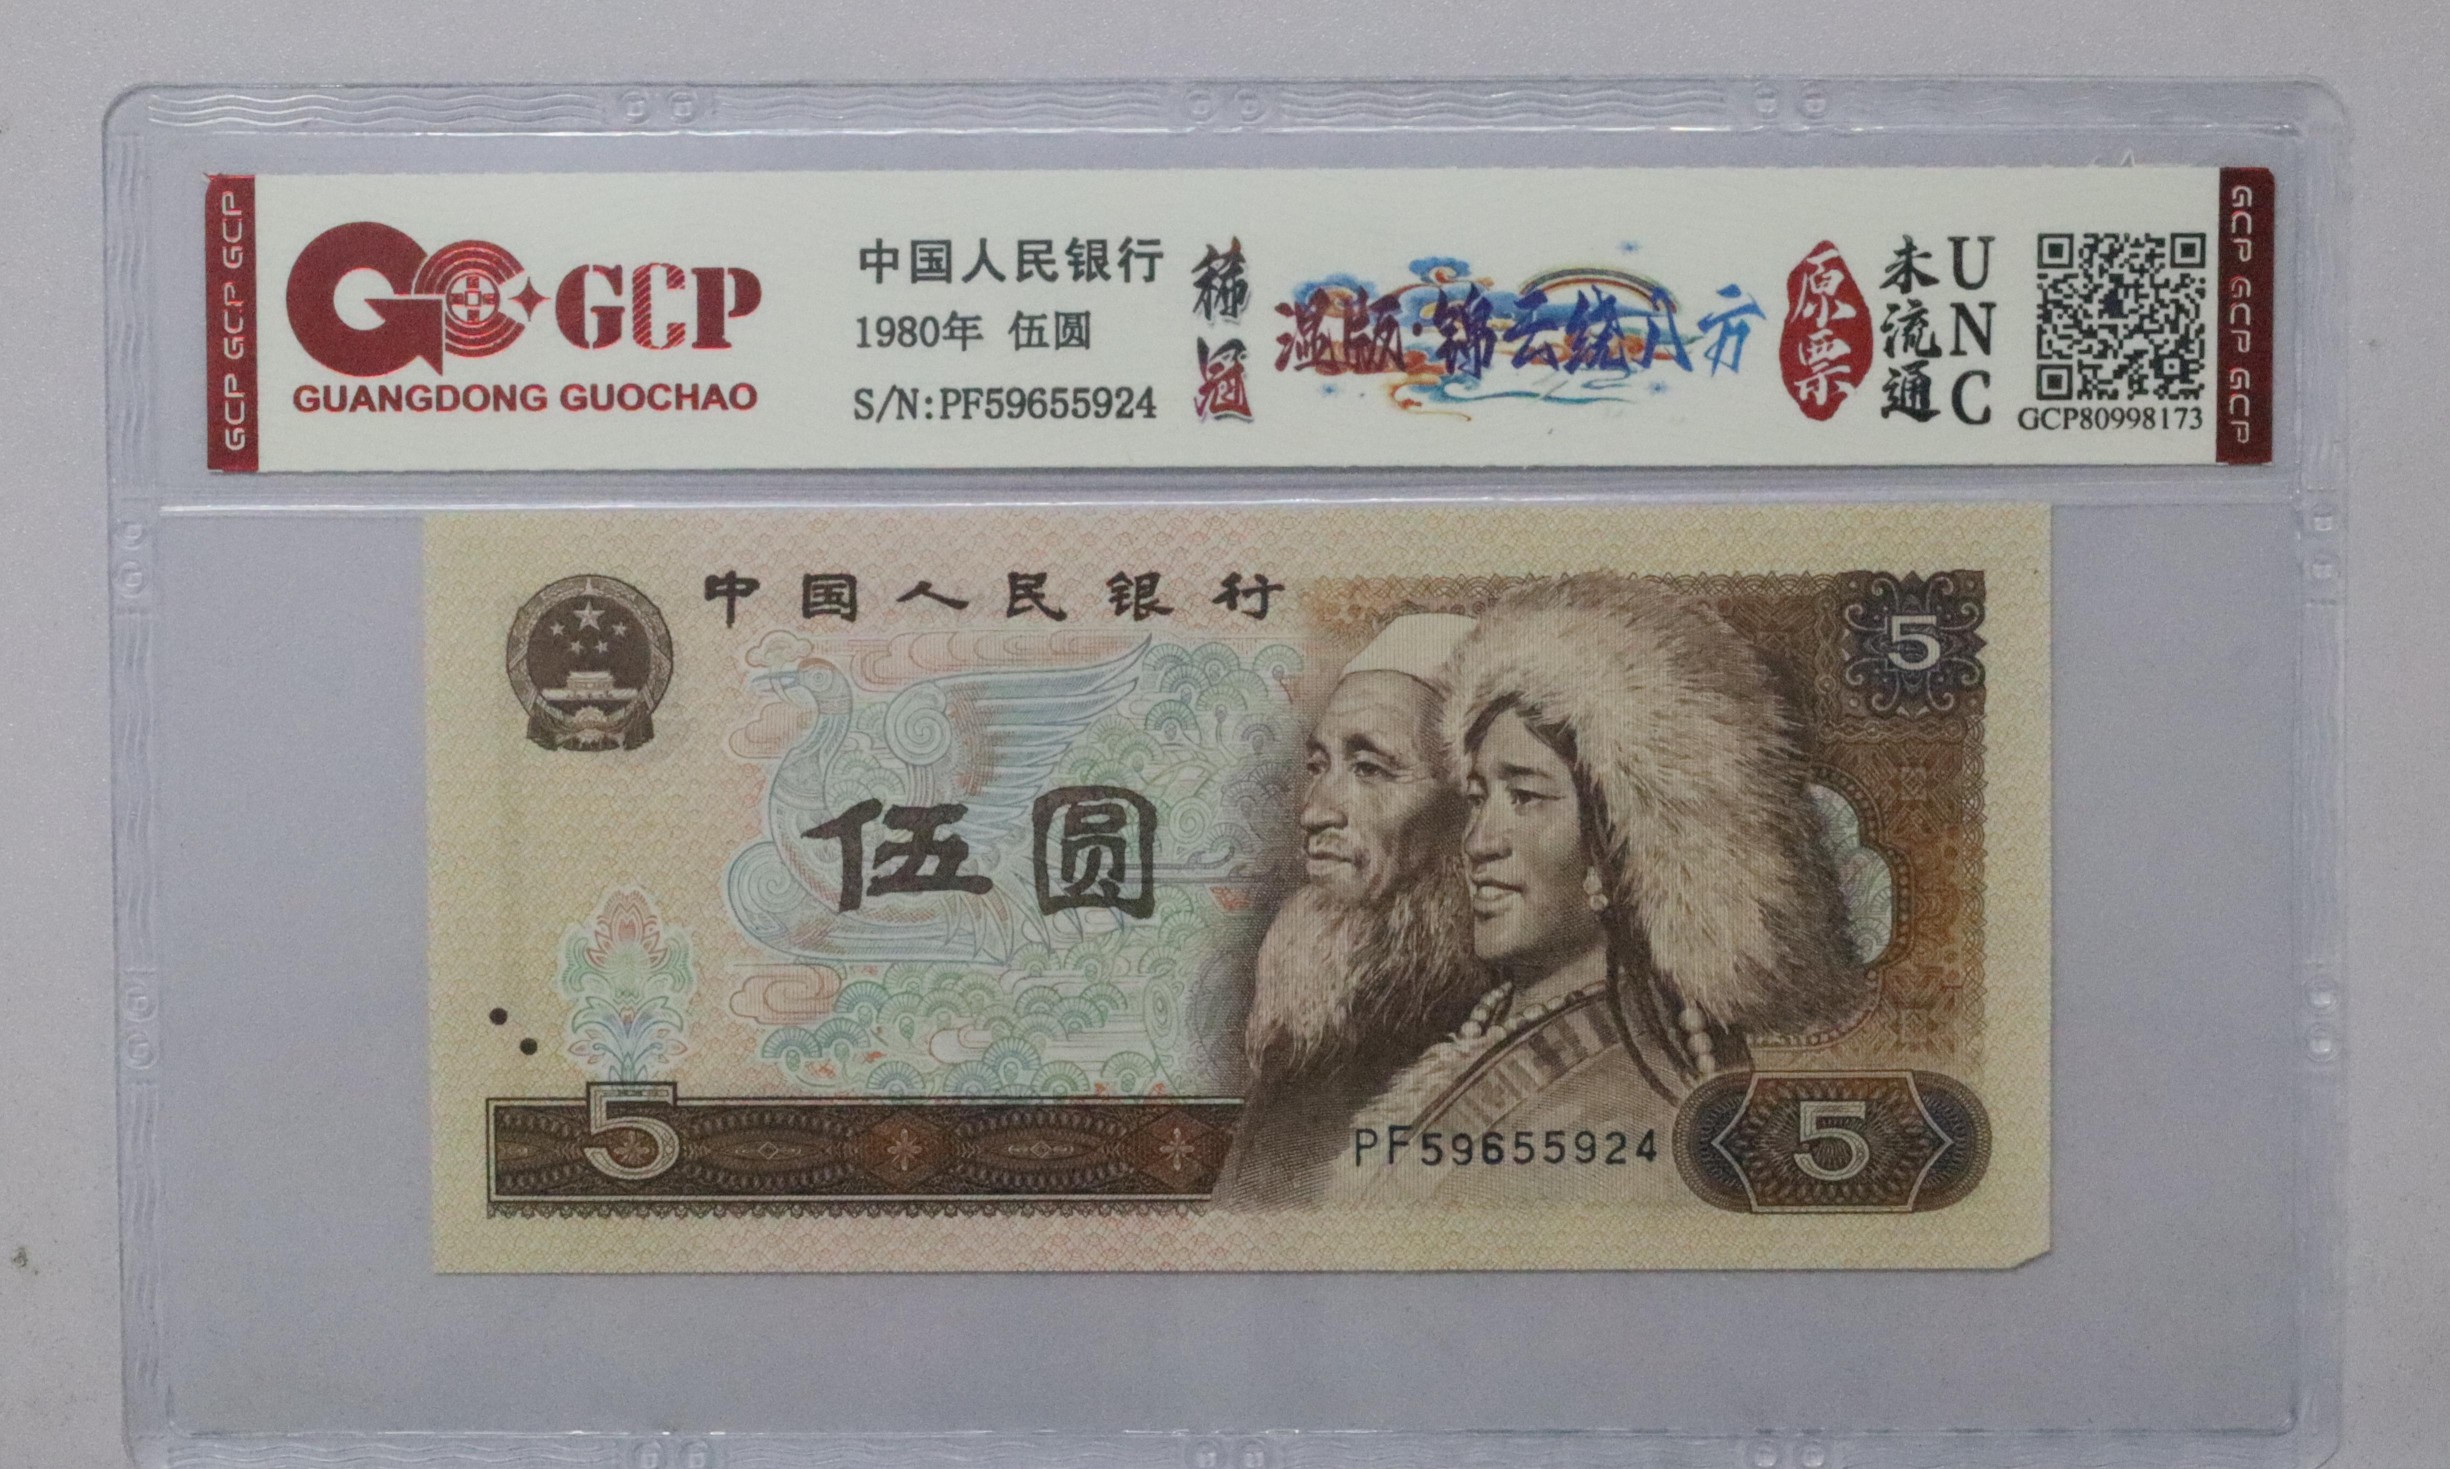 GCP GCP GCP
GCP
GUANGDONG GUOCHAO
中国人民银行
1980年 伍圆
S/N:PF59655924
稀冠
温版·锦云绕八方
原票
未流通
UNC
GCP80998173
GCP GCP GCP
中国人民银行
5
伍圆
5
PF59655924
5